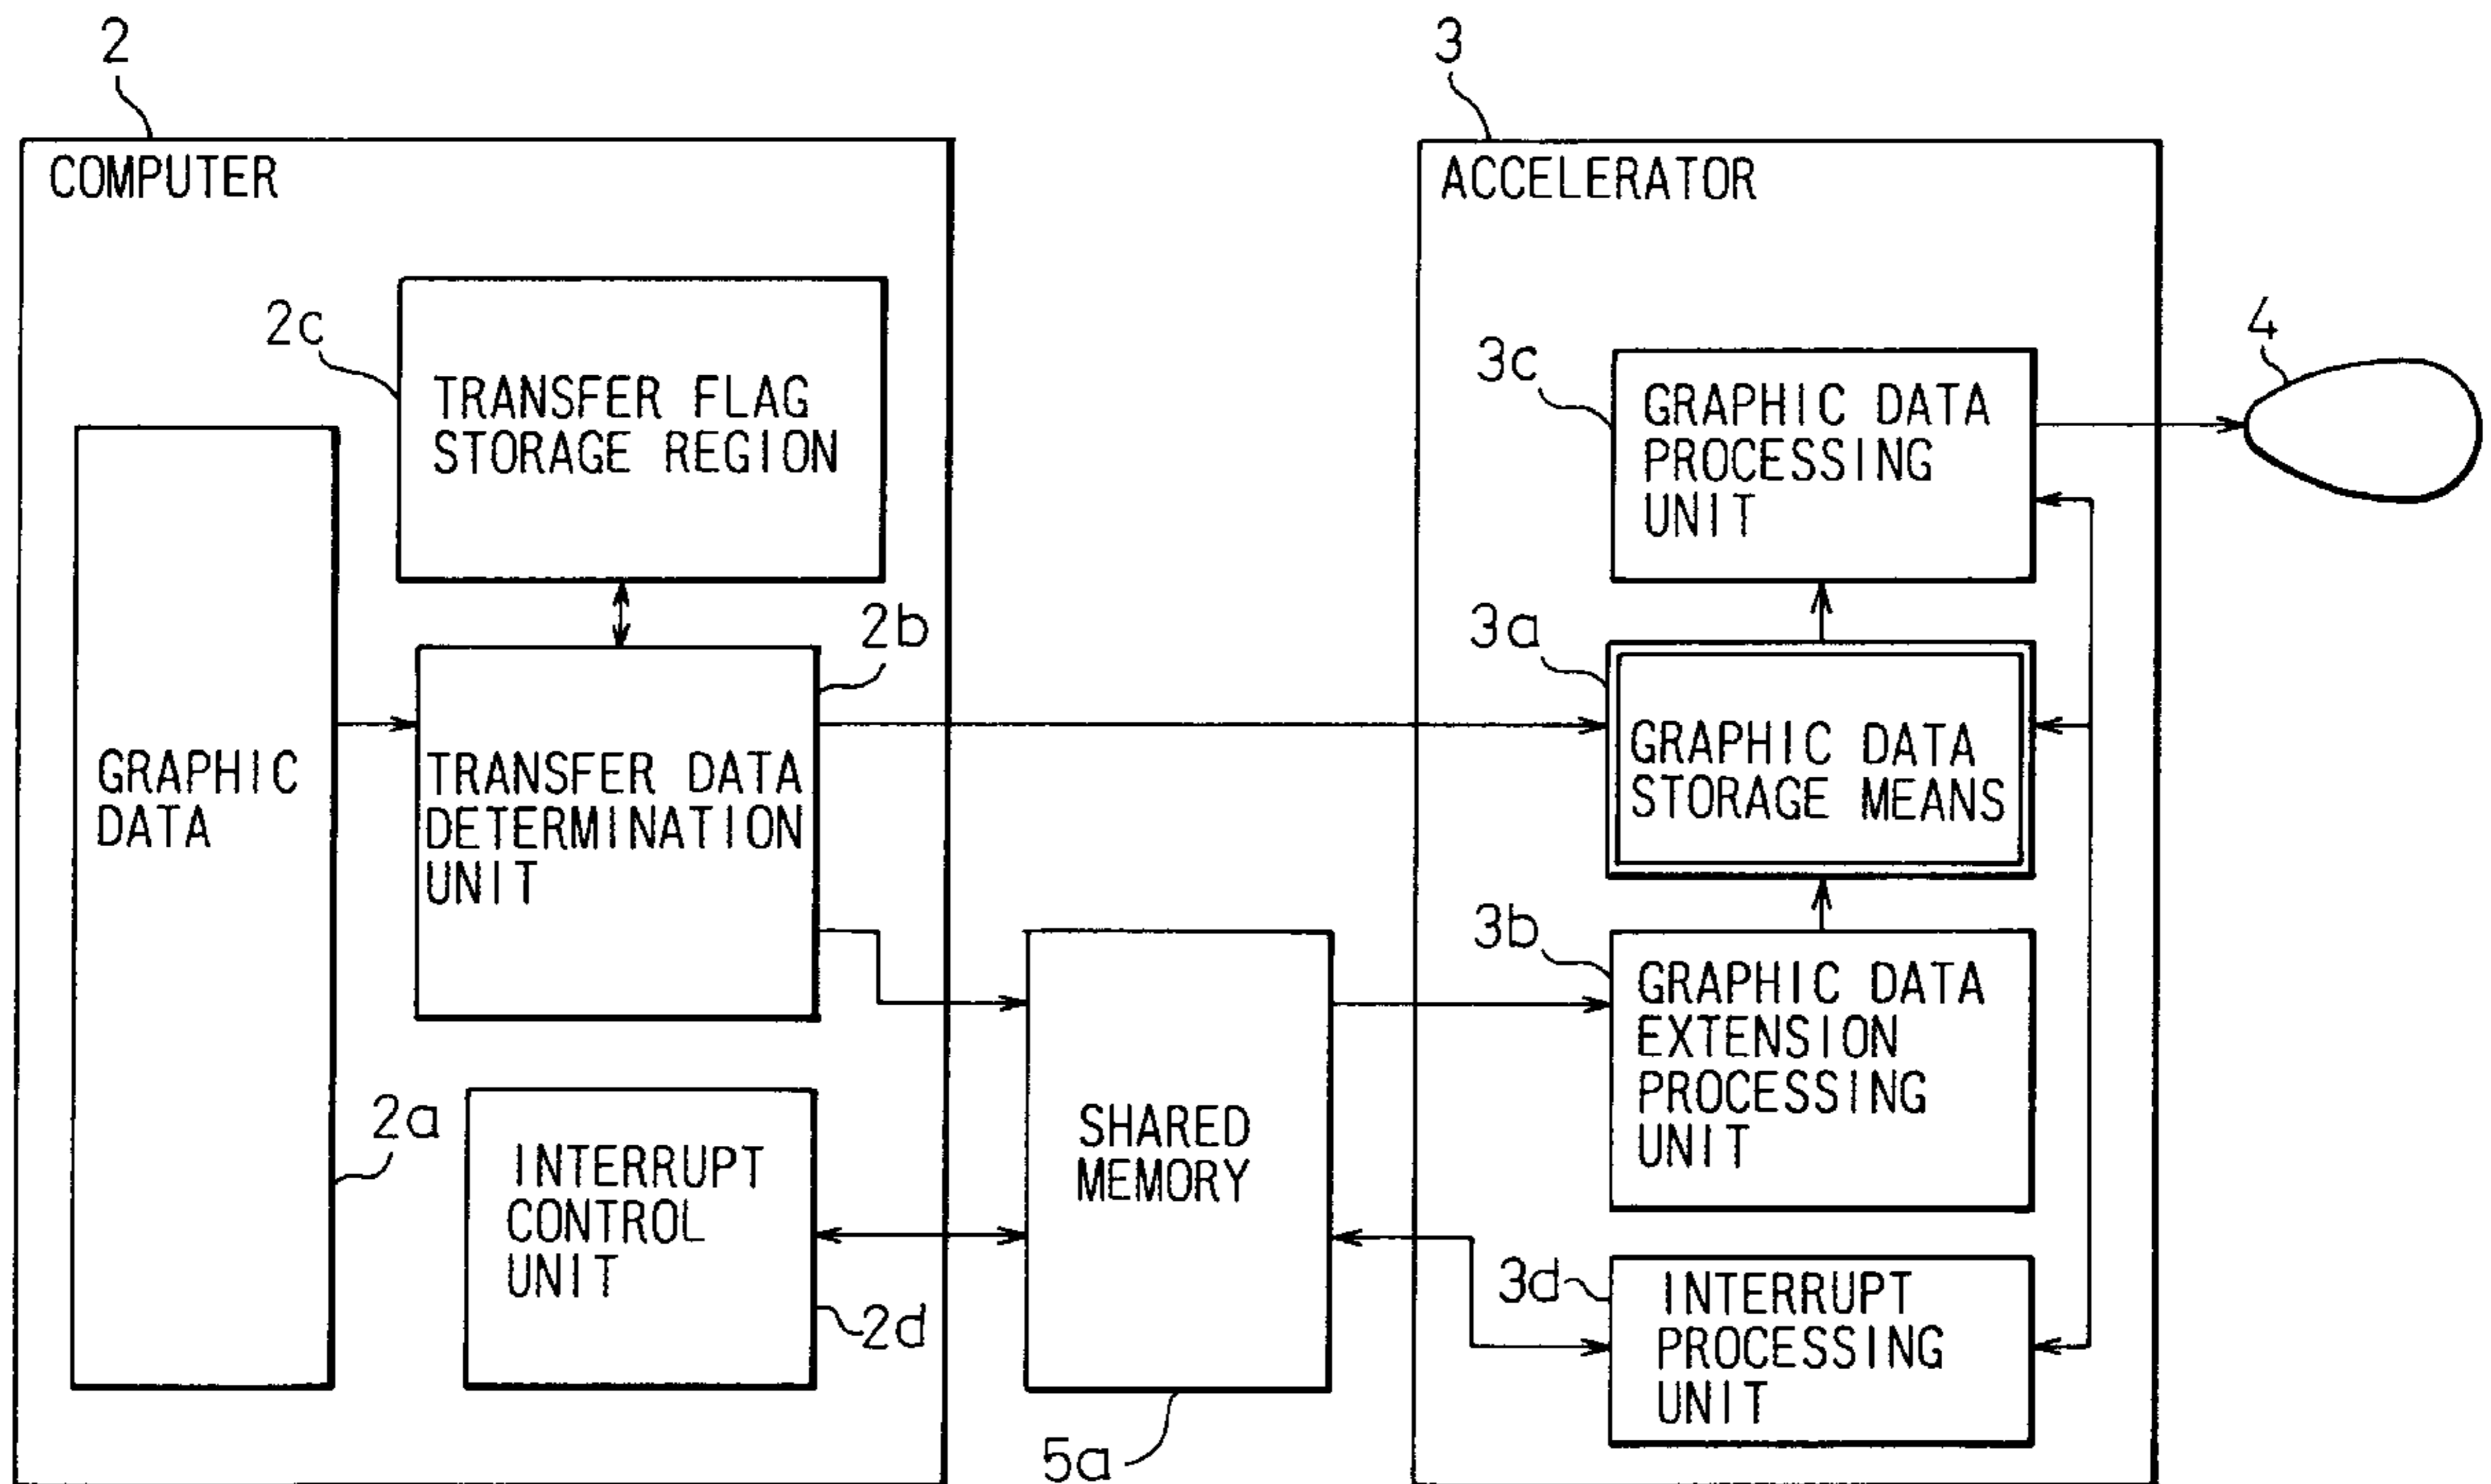 2
3
COMPUTER
ACCELERATOR
2c
TRANSFER FLAG
STORAGE REGION
3c
GRAPHIC DATA
PROCESSING
UNIT
4
2b
3a
GRAPHIC
DATA
TRANSFER DATA
DETERMINATION
UNIT
GRAPHIC DATA
STORAGE MEANS
3b
GRAPHIC DATA
EXTENSION
PROCESSING
UNIT
2a
INTERRUPT
CONTROL
UNIT
2d
SHARED
MEMORY
3d
INTERRUPT
PROCESSING
UNIT
5a